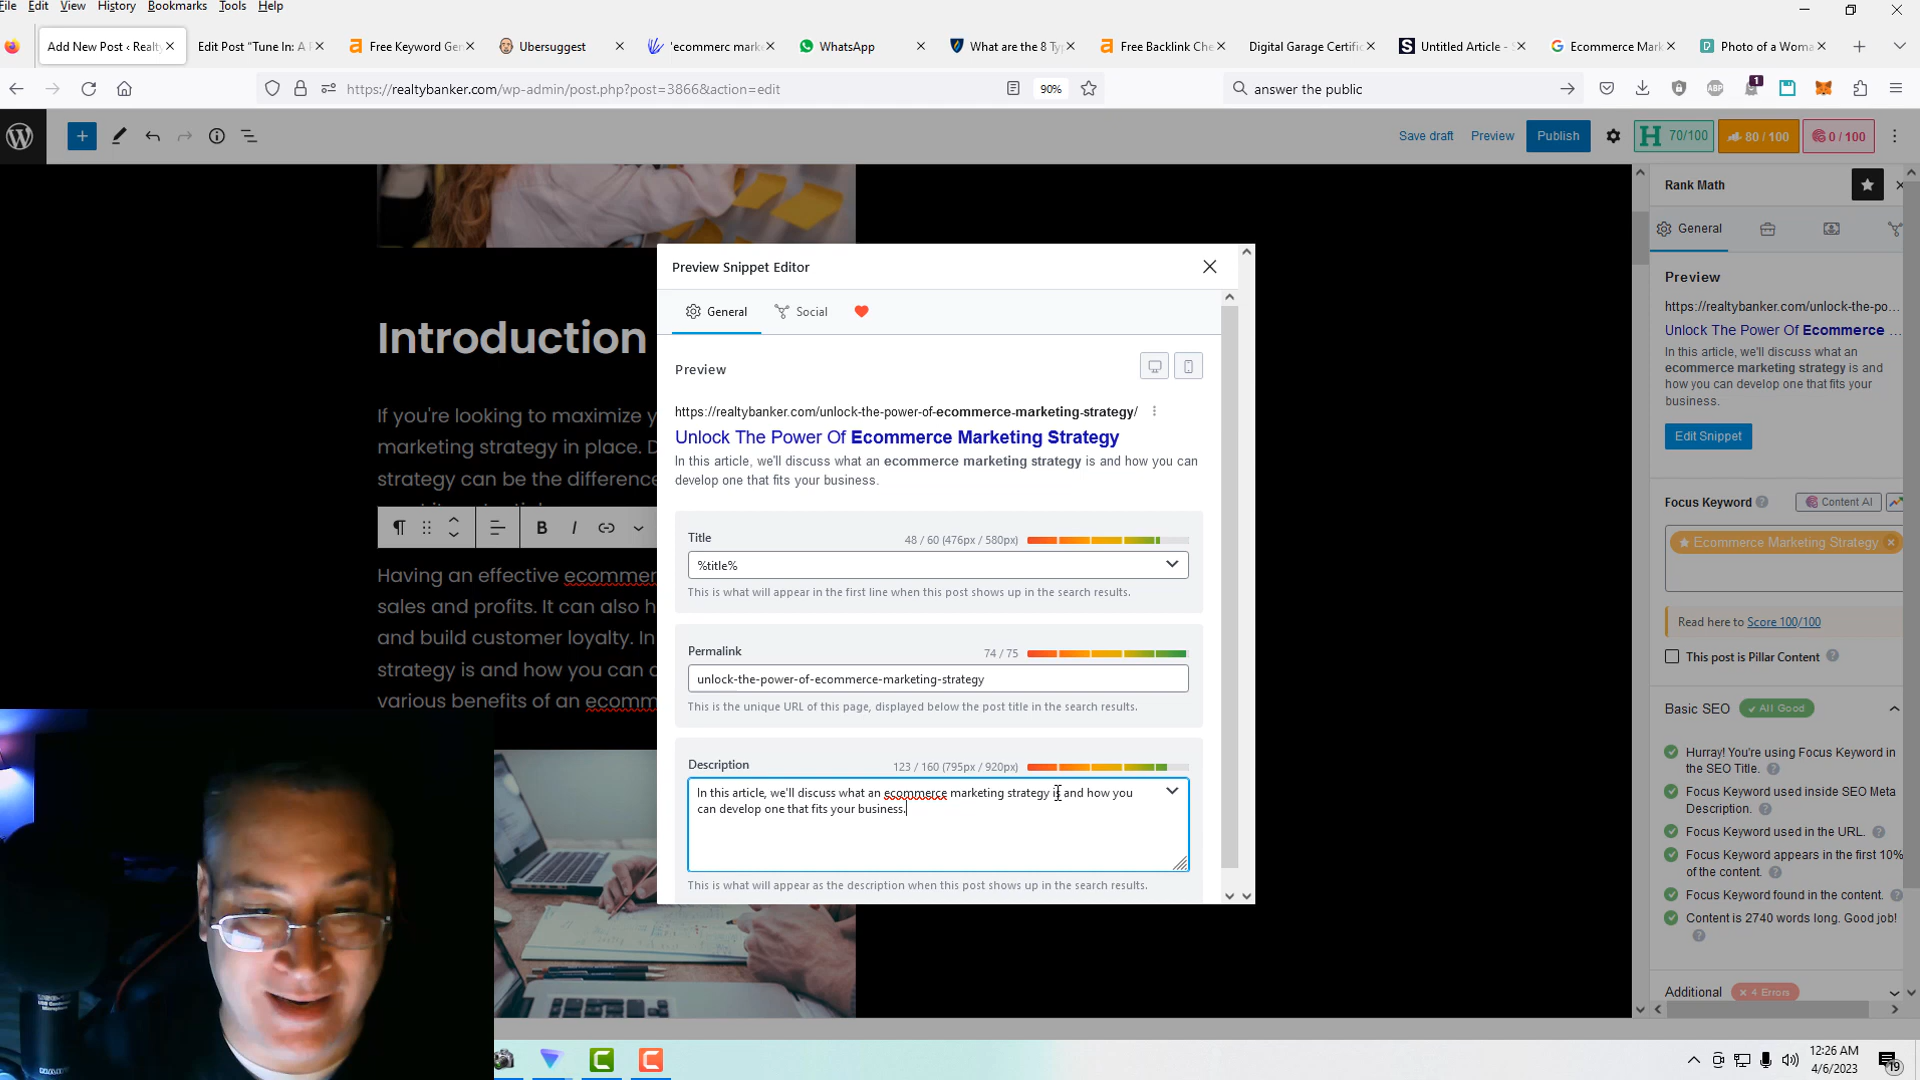 File Edit View History Bookmarks Tools Help
Add New Post ‹ Realty
Edit Post "Tune In: A
Free Keyword Gen
Ubersuggest
'ecommerc mark
WhatsApp
What are the 8 Ty
Free Backlink Che
Digital Garage Certific
Untitled Article - S
Ecommerce Mark
Photo of a Woma
https://realtybanker.com/wp-admin/post.php?post=3866&action=edit
90%
answer the public
1
Save draft
Preview
Publish
H 70/100
80 / 100
0 / 100
Introduction
If you're looking to maximize y
marketing strategy in place. D
strategy can be the difference
Having an effective ecommer
sales and profits. It can also h
and build customer loyalty. In
strategy is and how you can
various benefits of an ecomm
Preview Snippet Editor
General
Social
Preview
https://realtybanker.com/unlock-the-power-of-ecommerce-marketing-strategy/
Unlock The Power Of Ecommerce Marketing Strategy
In this article, we'll discuss what an ecommerce marketing strategy is and how you can
develop one that fits your business.
Title
48 / 60 (476px / 580px)
%title%
This is what will appear in the first line when this post shows up in the search results.
Permalink
74 / 75
unlock-the-power-of-ecommerce-marketing-strategy
This is the unique URL of this page, displayed below the post title in the search results.
Description
123 / 160 (795px / 920px)
In this article, we'll discuss what an ecommerce marketing strategy is and how you
can develop one that fits your business.
This is what will appear as the description when this post shows up in the search results.
Rank Math
General
Preview
https://realtybanker.com/unlock-the-po...
Unlock The Power Of Ecommerce ...
In this article, we'll discuss what an
ecommerce marketing strategy is and
how you can develop one that fits your
business.
Edit Snippet
Focus Keyword
Content AI
Ecommerce Marketing Strategy
Read here to Score 100/100
This post is Pillar Content
Basic SEO
All Good
Hurray! You're using Focus Keyword in
the SEO Title.
Focus Keyword used inside SEO Meta
Description.
Focus Keyword used in the URL.
Focus Keyword appears in the first 10%
of the content.
Focus Keyword found in the content.
Content is 2740 words long. Good job!
Additional
4 Errors
12:26 AM
4/6/2023
19